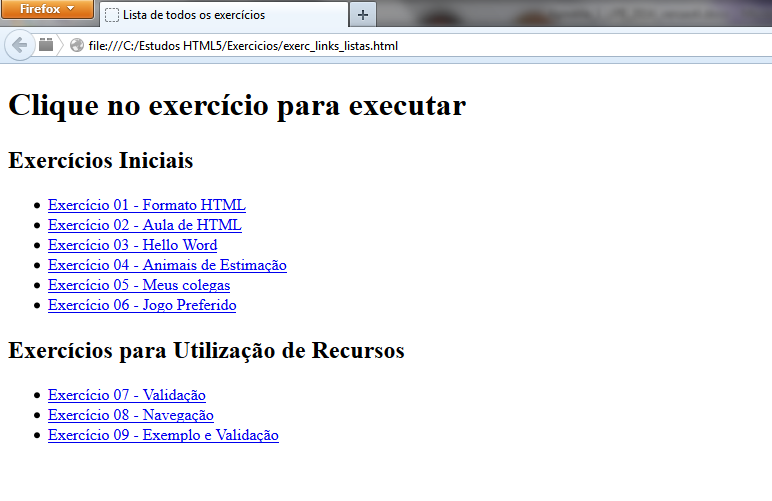 Firefox
Lista de todos os exercícios
file:///C:/Estudos HTML5/Exercicios/exerc_links_listas.html
Clique no exercício para executar
Exercícios Iniciais
Exercício 01 - Formato HTML
Exercício 02 - Aula de HTML
Exercício 03 - Hello Word
Exercício 04 - Animais de Estimação
Exercício 05 - Meus colegas
Exercício 06 - Jogo Preferido
Exercícios para Utilização de Recursos
Exercício 07 - Validação
Exercício 08 - Navegação
Exercício 09 - Exemplo e Validação